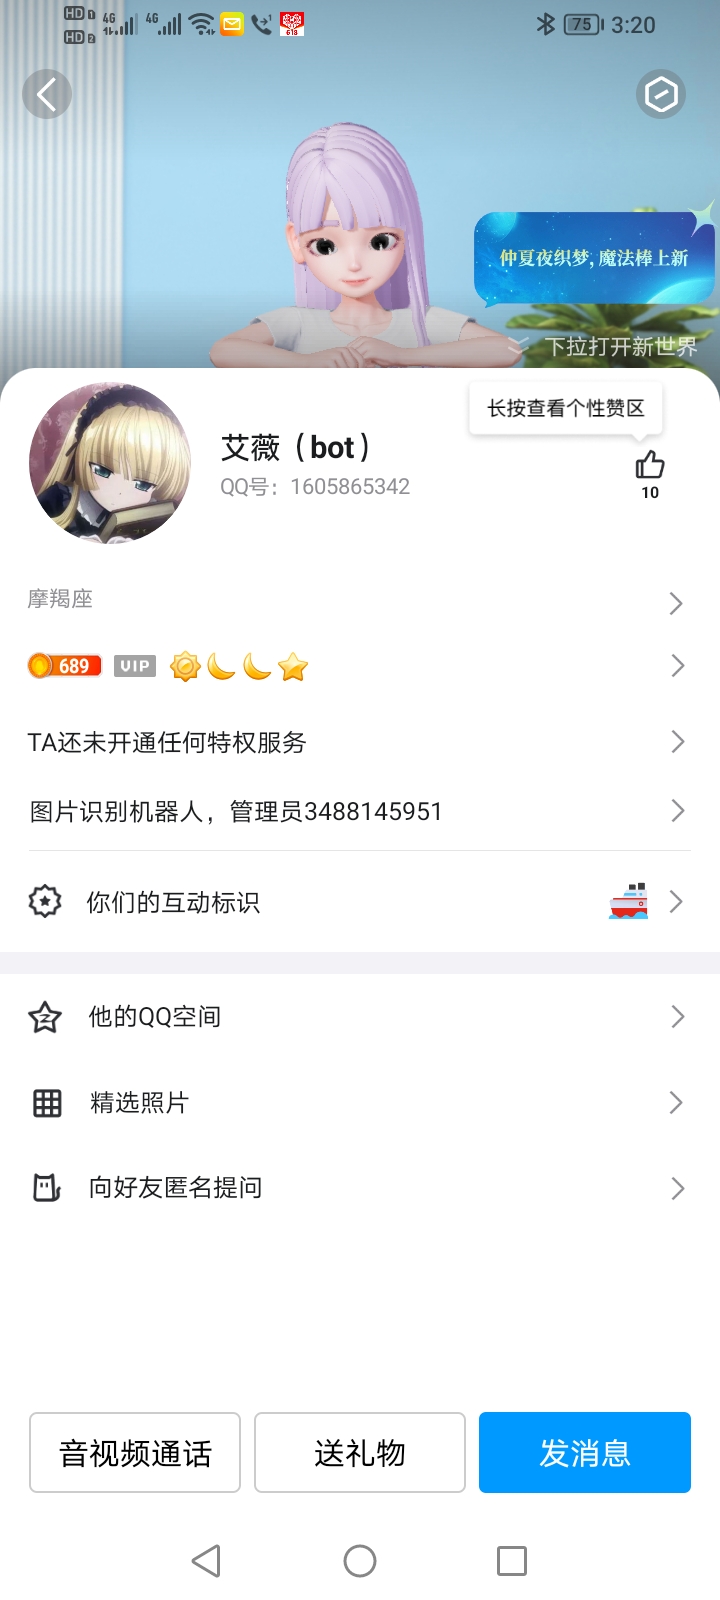 HD 1 4G 4G 75 3:20
HD 2 618
仲夏夜织梦,魔法棒上新
下拉打开新世界
长按查看个性赞区
艾薇（bot）
QQ号：1605865342
10
摩羯座
689 VIP
TA还未开通任何特权服务
图片识别机器人，管理员3488145951
你们的互动标识
他的QQ空间
精选照片
向好友匿名提问
音视频通话 送礼物 发消息